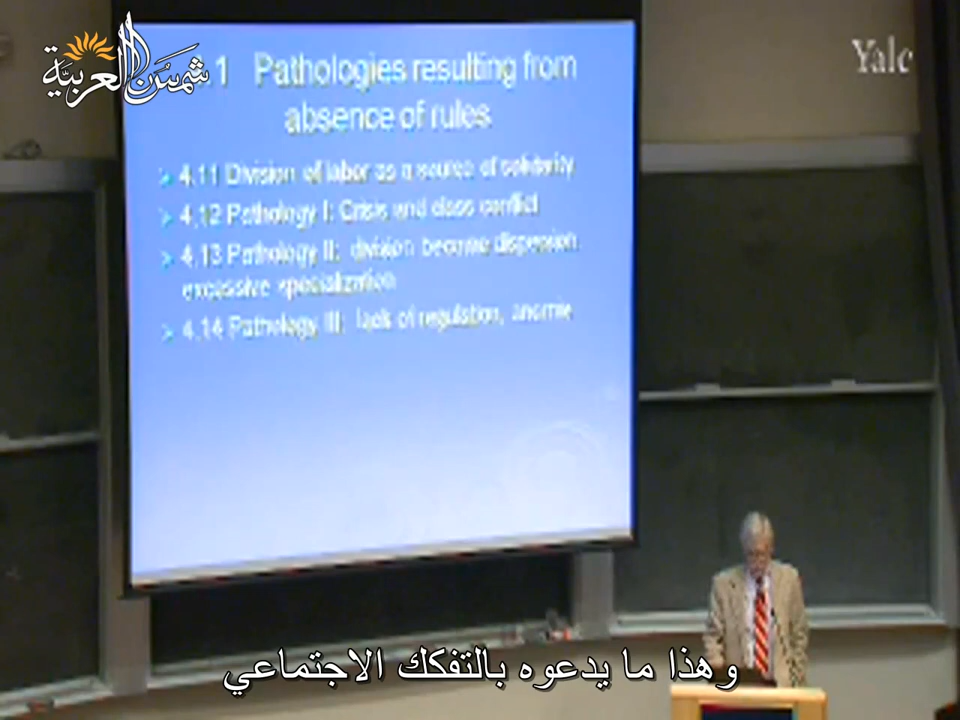 شمس العربية
Yale
.1 Pathologies resulting from
absence of rules
4.11 Division of labor as a source of solidarity
4.12 Pathology I: Crisis and class conflict
4.13 Pathology II: division become dispersion
excessive specialization
4.14 Pathology III: lack of regulation, anomie
وهذا ما يدعوه بالتفكك الاجتماعي